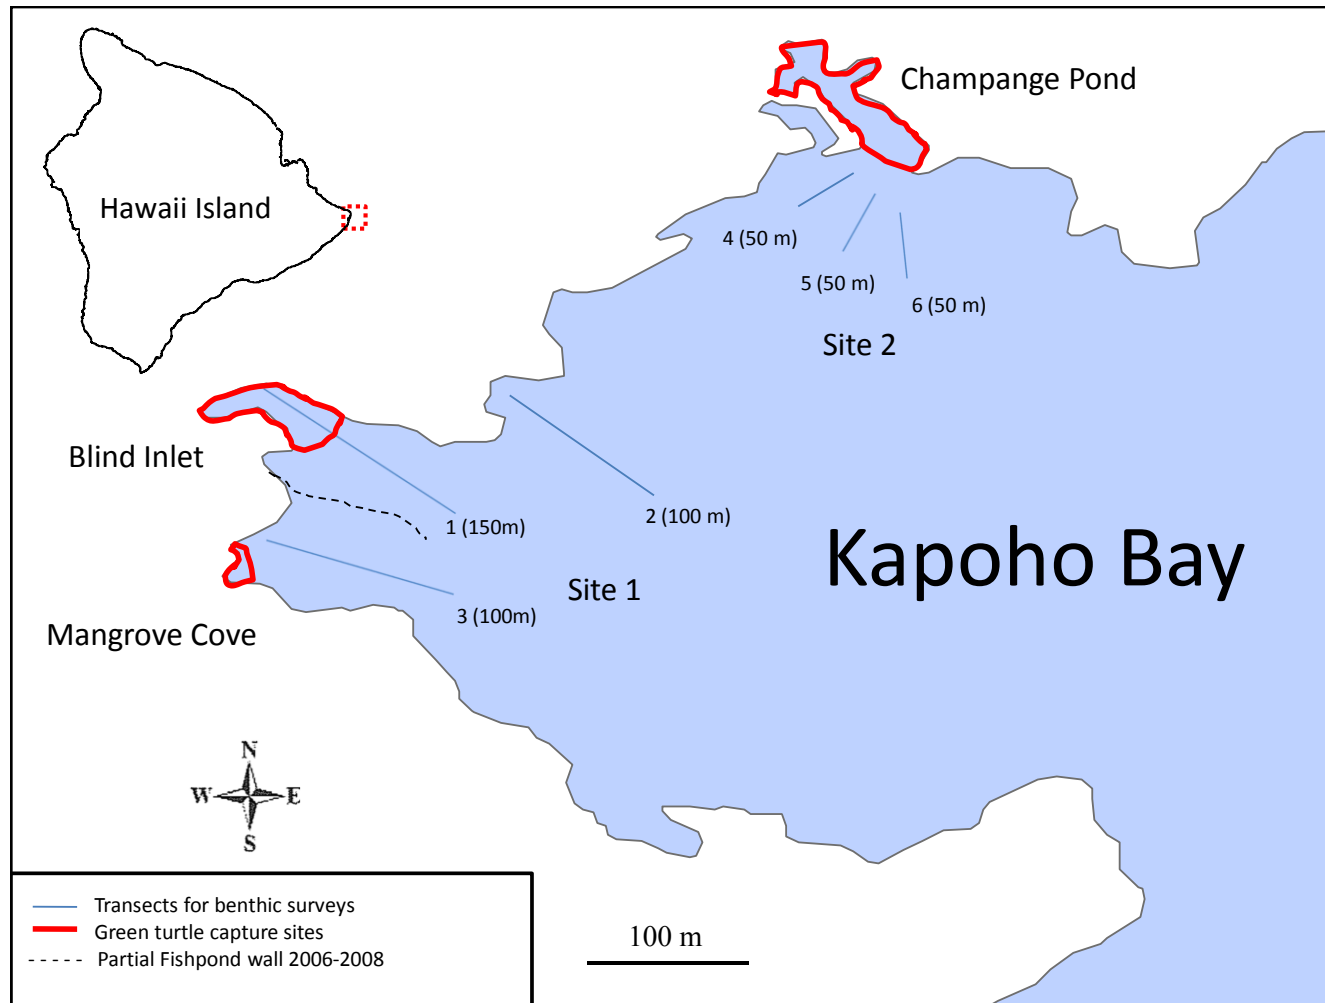 Champange Pond
Hawaii Island
4 (50 m)
5 (50 m)
6 (50 m)
Site 2
Blind Inlet
1 (150m)
2 (100 m)
Kapoho Bay
Site 1
3 (100m)
Mangrove Cove
N
W E
S
Transects for benthic surveys
Green turtle capture sites
Partial Fishpond wall 2006-2008
100 m